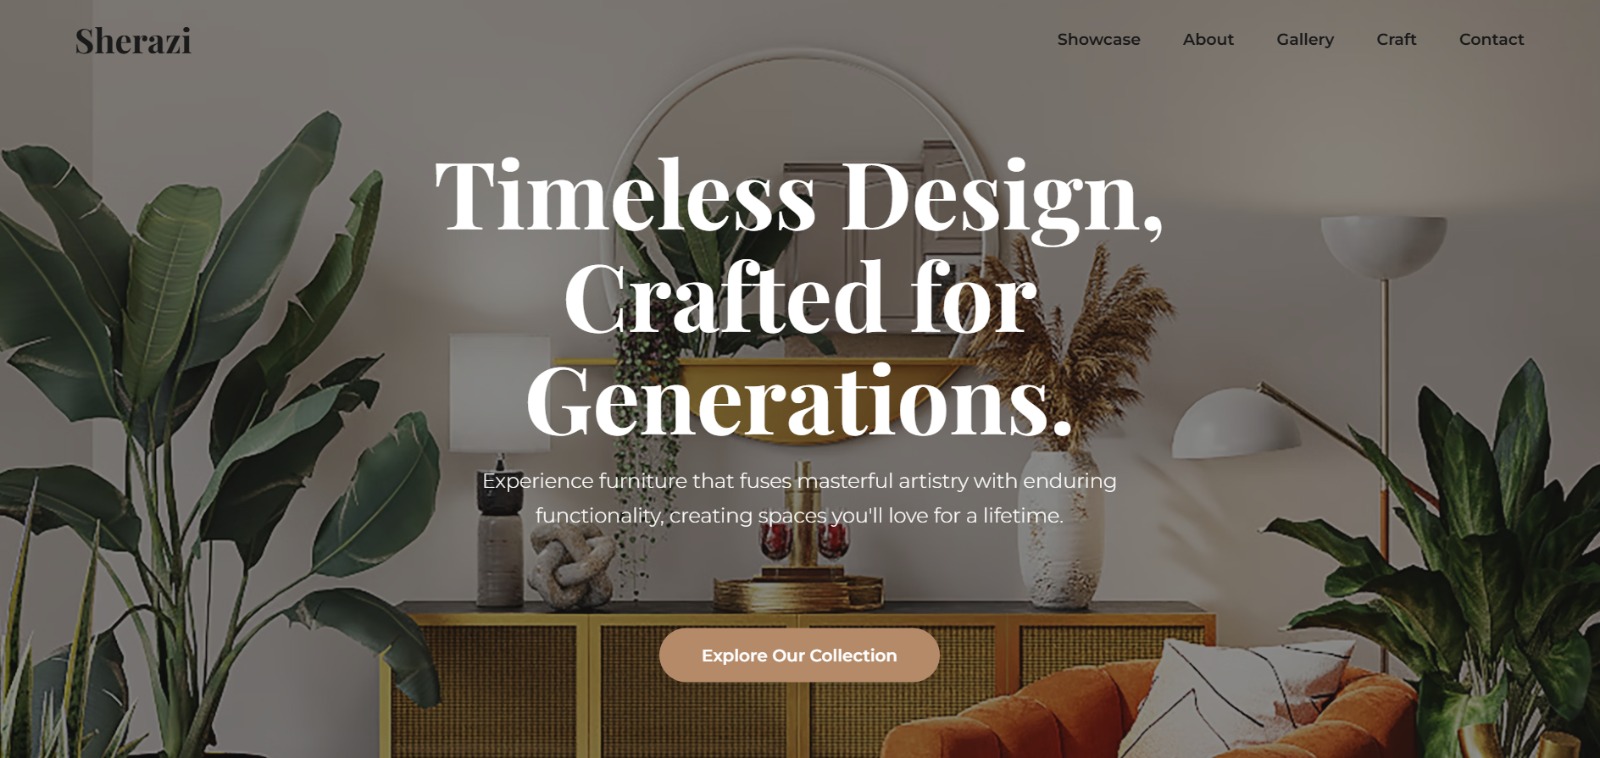 Sherazi
Showcase About Gallery Craft Contact
Timeless Design,
Crafted for
Generations.
Experience furniture that fuses masterful artistry with enduring
functionality, creating spaces you'll love for a lifetime.
Explore Our Collection